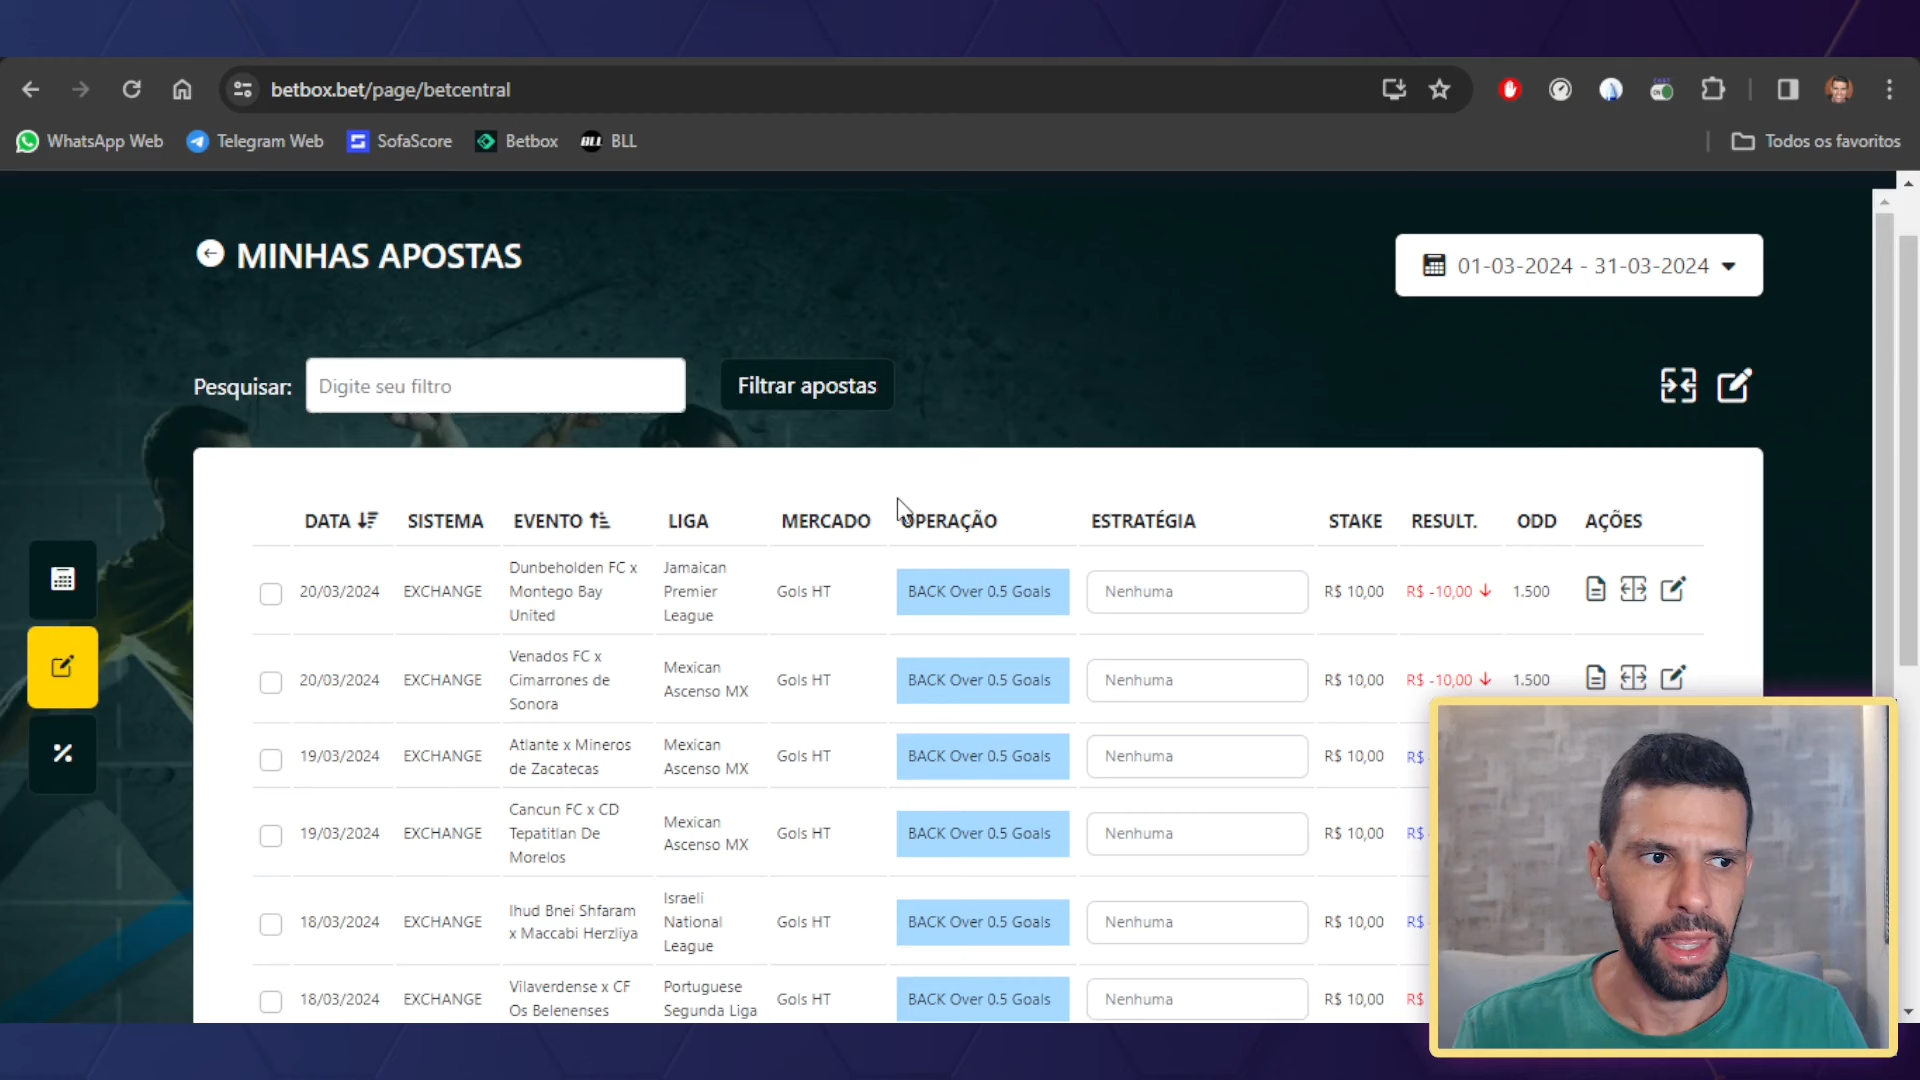 betbox.bet/page/betcentral
WhatsApp Web Telegram Web SofaScore Betbox BLL BLL Todos os favoritos
MINHAS APOSTAS
01-03-2024 - 31-03-2024
Pesquisar: Digite seu filtro Filtrar apostas
DATA SISTEMA EVENTO LIGA MERCADO OPERAÇÃO ESTRATÉGIA STAKE RESULT. ODD AÇÕES
Dunbeholden FC x Jamaican
20/03/2024 EXCHANGE Montego Bay Premier Gols HT BACK Over 0.5 Goals Nenhuma R$ 10,00 R$ -10,00 1.500
United League
Venados FC x
20/03/2024 EXCHANGE Cimarrones de Mexican Gols HT BACK Over 0.5 Goals Nenhuma R$ 10,00 R$ -10,00 1.500
Sonora Ascenso MX
19/03/2024 EXCHANGE Atlante x Mineros Mexican Gols HT BACK Over 0.5 Goals Nenhuma R$ 10,00 R$
de Zacatecas Ascenso MX
Cancun FC x CD
19/03/2024 EXCHANGE Tepatitlan De Mexican Gols HT BACK Over 0.5 Goals Nenhuma R$ 10,00 R$
Morelos Ascenso MX
Israeli
18/03/2024 EXCHANGE Ihud Bnei Shfaram National Gols HT BACK Over 0.5 Goals Nenhuma R$ 10,00 R$
x Maccabi Herzliya League
18/03/2024 EXCHANGE Vilaverdense x CF Portuguese Gols HT BACK Over 0.5 Goals Nenhuma R$ 10,00 R$
Os Belenenses Segunda Liga